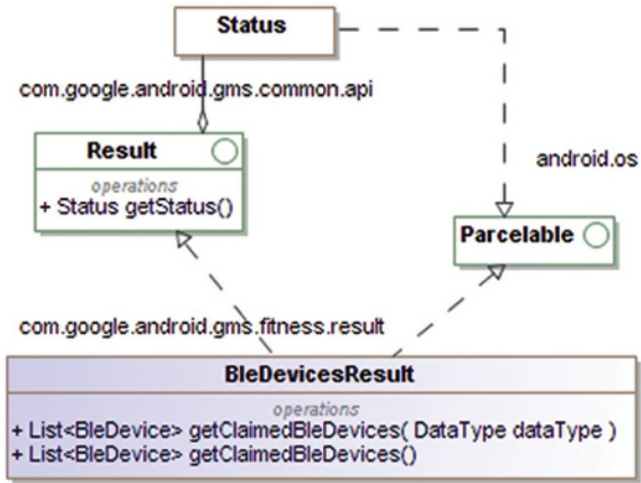 Status
com.google.android.gms.common.api
Result
operations
+ Status getStatus()
android.os
Parcelable
com.google.android.gms.fitness.result
BleDevicesResult
operations
+ List<BleDevice> getClaimedBleDevices( DataType dataType )
+ List<BleDevice> getClaimedBleDevices()